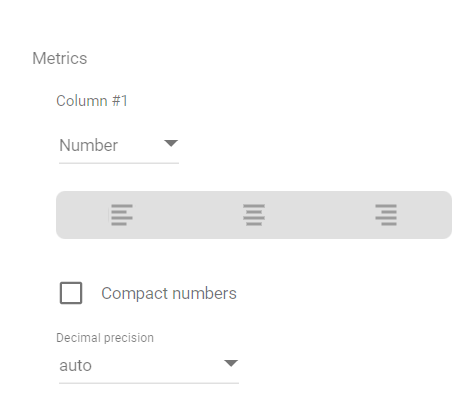 Metrics
Column #1
Number
Compact numbers
Decimal precision
auto